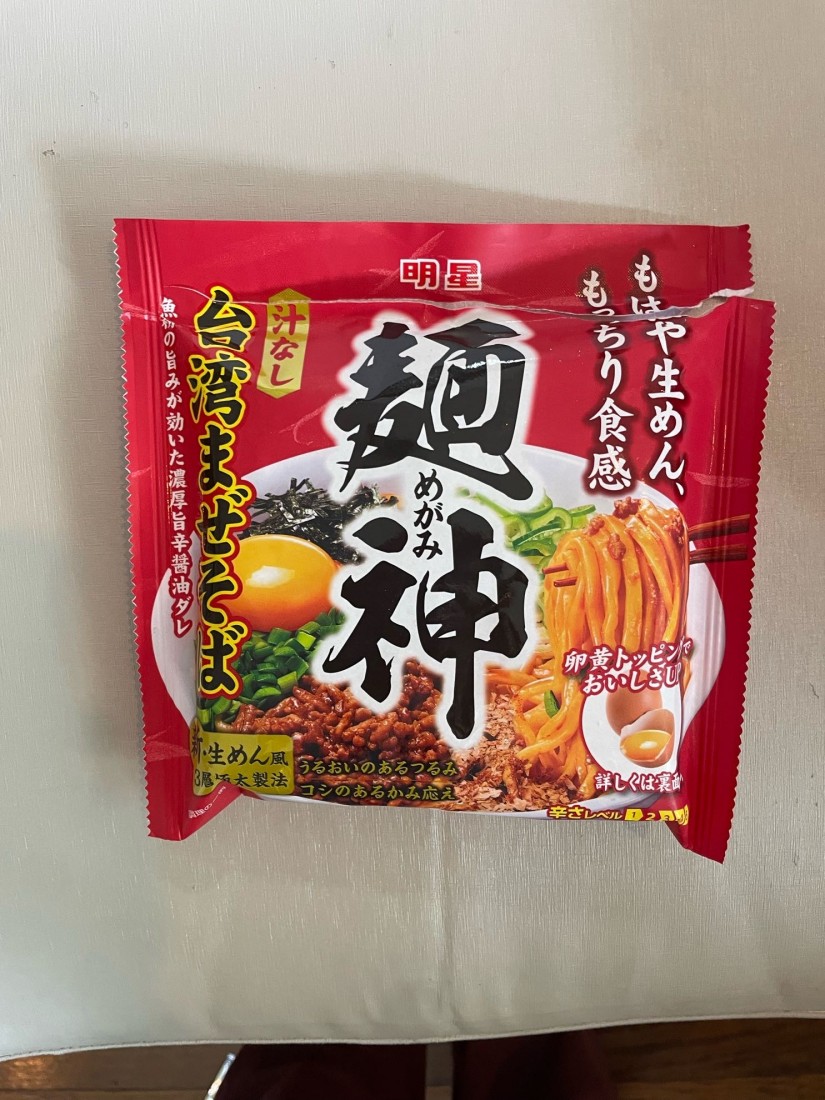 明星
もはや生めん、
もっちり食感
汁なし
台湾まぜそば
魚粉の旨みが効いた濃厚旨辛醤油ダレ
麺神
めがみ
卵黄トッピングで
おいしさUP
詳しくは裏面
新・生めん風
3層極太製法
うるおいのあるつるみ
コシのあるかみ応え
辛さレベル 1 2 3